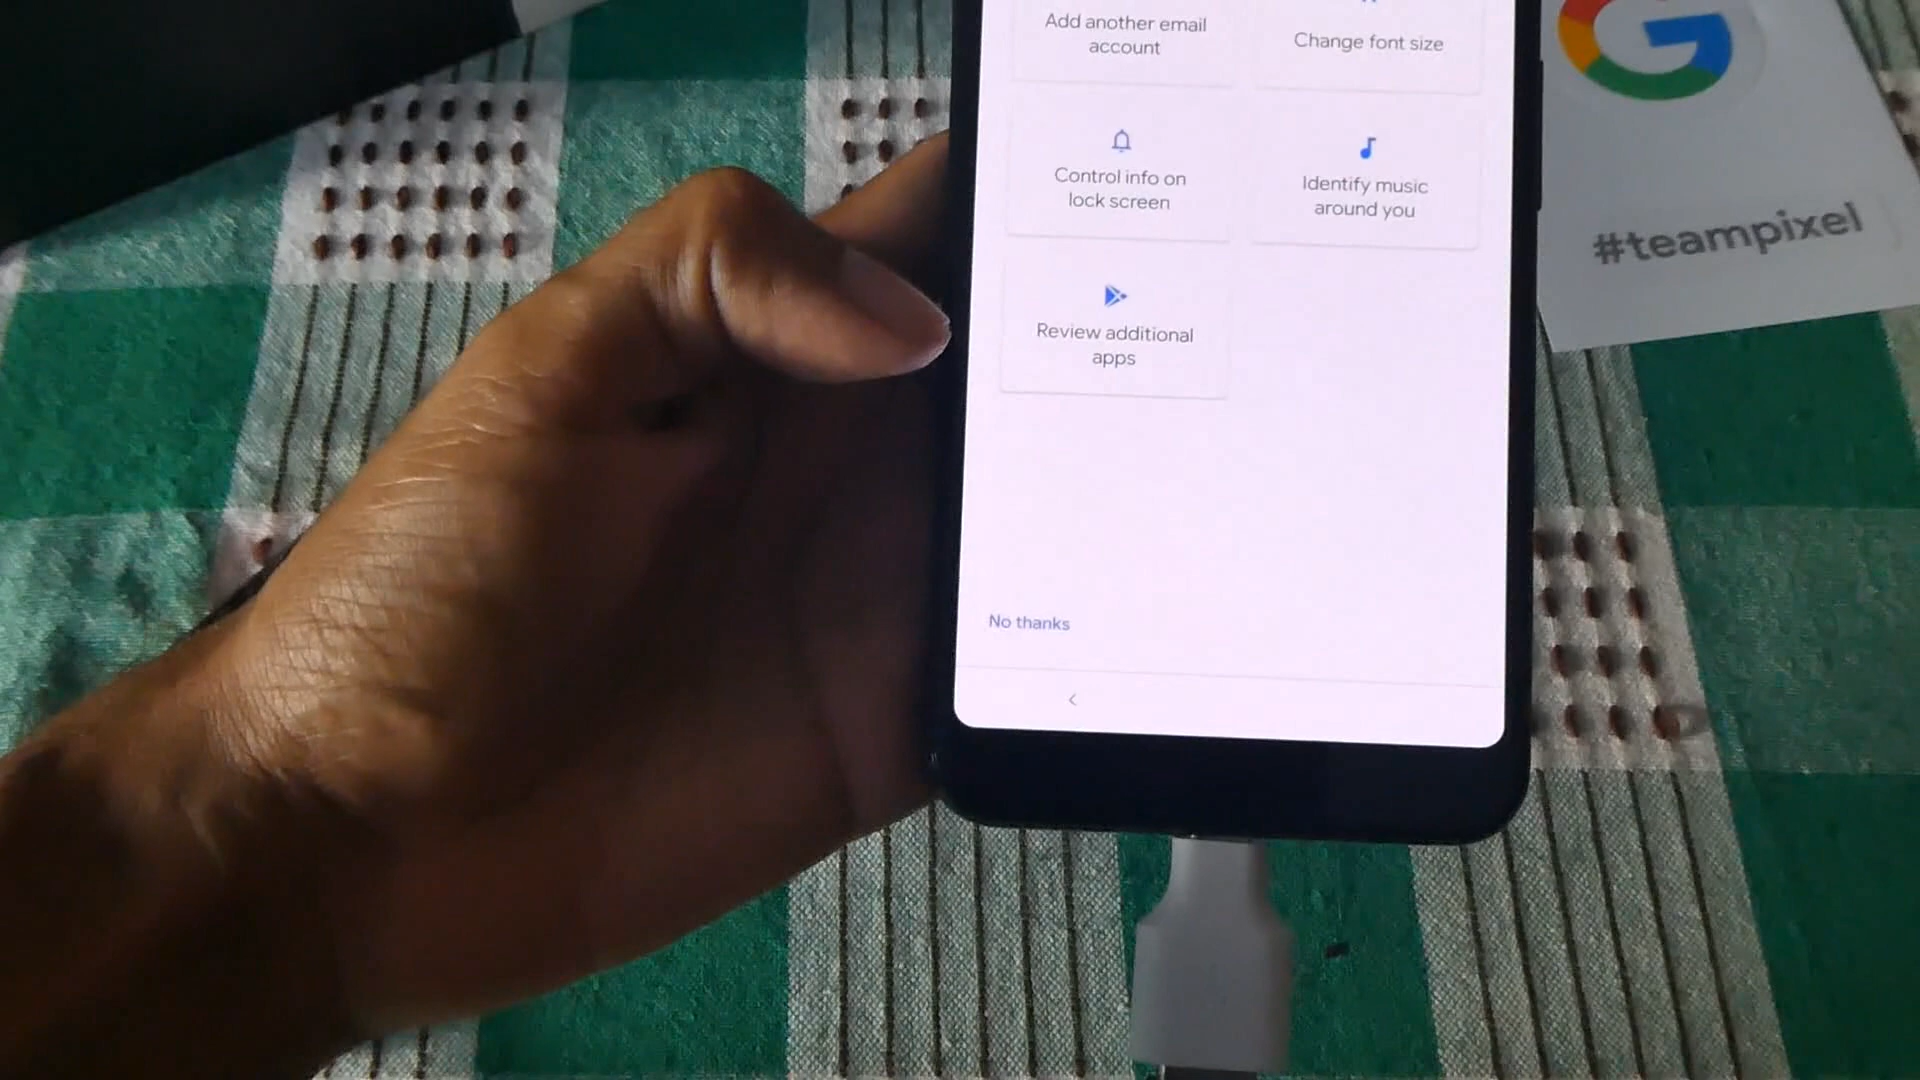 Add another email
account
Change font size
Control info on
lock screen
Identify music
around you
Review additional
apps
No thanks
G
#teampixel